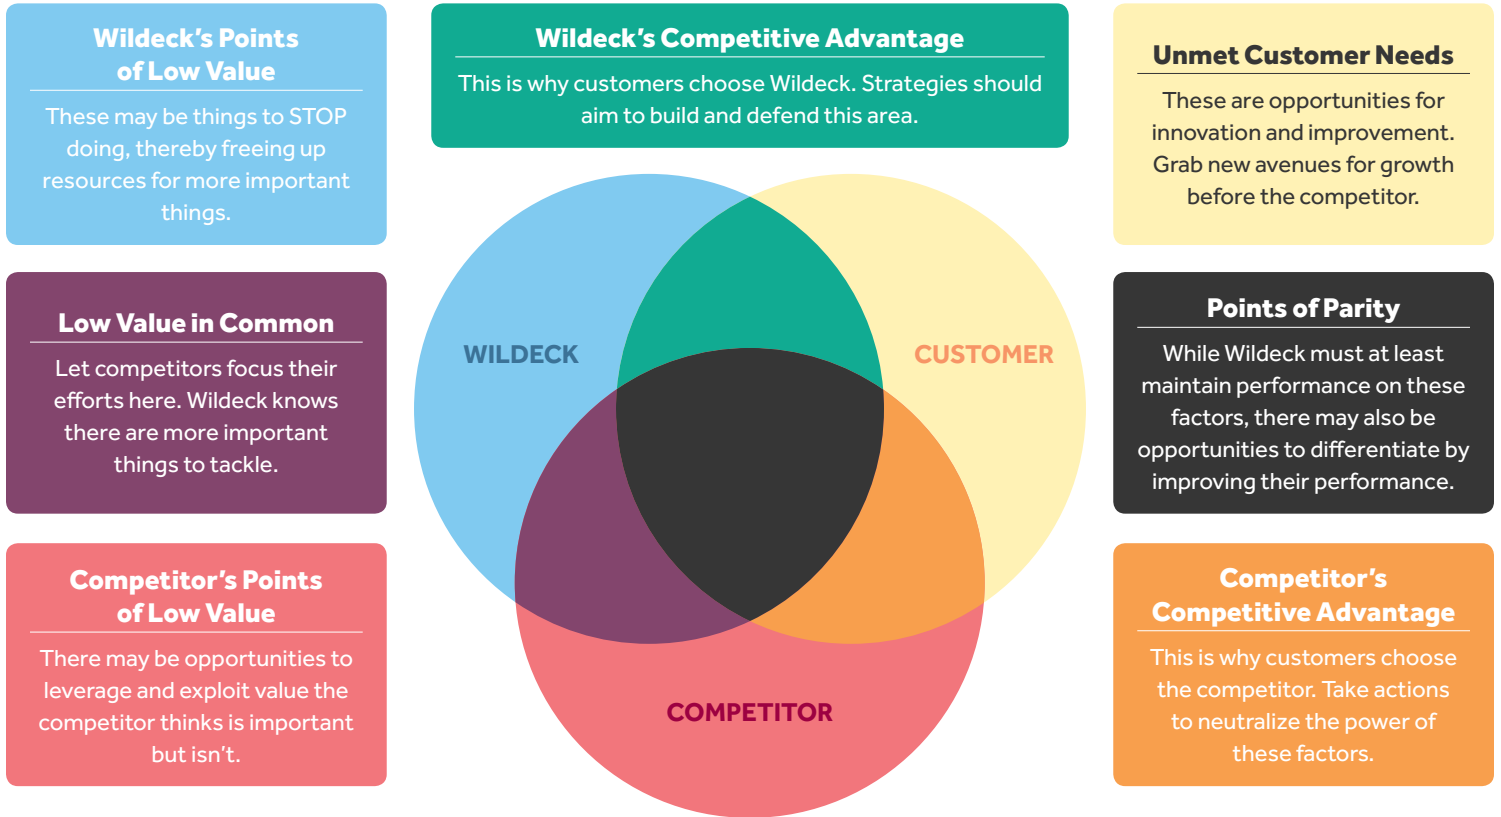 Wildeck’s Points
of Low Value
These may be things to STOP
doing, thereby freeing up
resources for more important
things.
Wildeck’s Competitive Advantage
This is why customers choose Wildeck. Strategies should
aim to build and defend this area.
Unmet Customer Needs
These are opportunities for
innovation and improvement.
Grab new avenues for growth
before the competitor.
Low Value in Common
Let competitors focus their
efforts here. Wildeck knows
there are more important
things to tackle.
WILDECK
CUSTOMER
COMPETITOR
Points of Parity
While Wildeck must at least
maintain performance on these
factors, there may also be
opportunities to differentiate by
improving their performance.
Competitor’s Points
of Low Value
There may be opportunities to
leverage and exploit value the
competitor thinks is important
but isn’t.
Competitor’s
Competitive Advantage
This is why customers choose
the competitor. Take actions
to neutralize the power of
these factors.